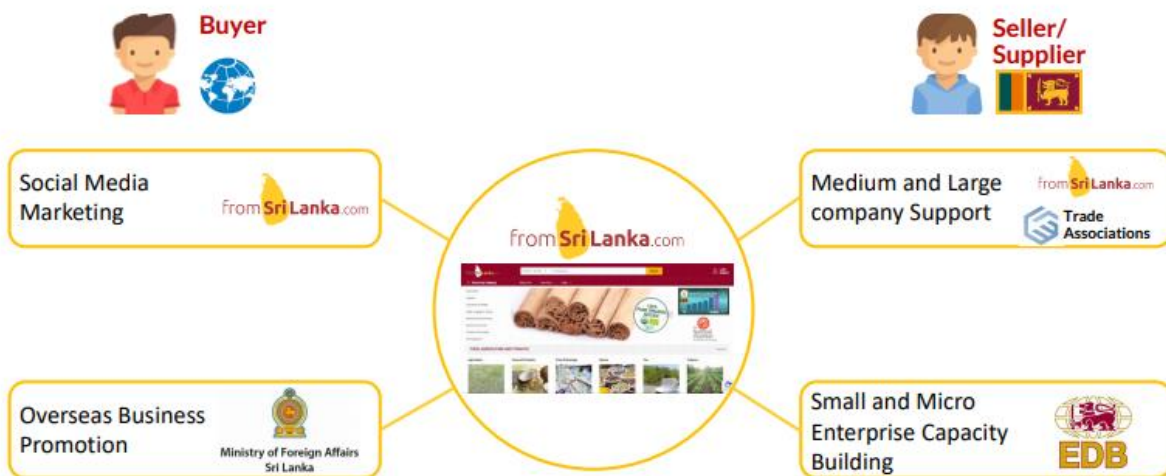 Buyer
Seller/
Supplier
Social Media
Marketing
fromSriLanka.com
Medium and Large
company Support
fromSriLanka.com
Trade
Associations
fromSriLanka.com
Overseas Business
Promotion
Ministry of Foreign Affairs
Sri Lanka
Small and Micro
Enterprise Capacity
Building
EDB